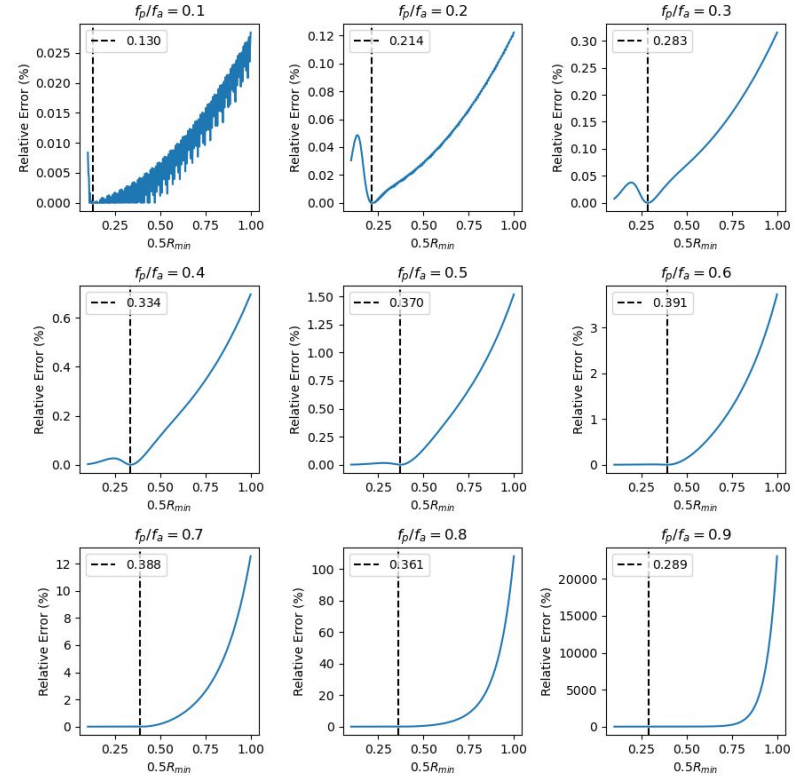 f_p/f_a = 0.1
0.130
0.025
0.020
0.015
0.010
0.005
0.000
Relative Error (%)
0.25 0.50 0.75 1.00
0.5R_min
f_p/f_a = 0.2
0.214
0.12
0.10
0.08
0.06
0.04
0.02
0.00
Relative Error (%)
0.25 0.50 0.75 1.00
0.5R_min
f_p/f_a = 0.3
0.283
0.30
0.25
0.20
0.15
0.10
0.05
0.00
Relative Error (%)
0.25 0.50 0.75 1.00
0.5R_min
f_p/f_a = 0.4
0.334
0.6
0.4
0.2
0.0
Relative Error (%)
0.25 0.50 0.75 1.00
0.5R_min
f_p/f_a = 0.5
0.370
1.50
1.25
1.00
0.75
0.50
0.25
0.00
Relative Error (%)
0.25 0.50 0.75 1.00
0.5R_min
f_p/f_a = 0.6
0.391
3
2
1
0
Relative Error (%)
0.25 0.50 0.75 1.00
0.5R_min
f_p/f_a = 0.7
0.388
12
10
8
6
4
2
0
Relative Error (%)
0.25 0.50 0.75 1.00
0.5R_min
f_p/f_a = 0.8
0.361
100
80
60
40
20
0
Relative Error (%)
0.25 0.50 0.75 1.00
0.5R_min
f_p/f_a = 0.9
0.289
20000
15000
10000
5000
0
Relative Error (%)
0.25 0.50 0.75 1.00
0.5R_min